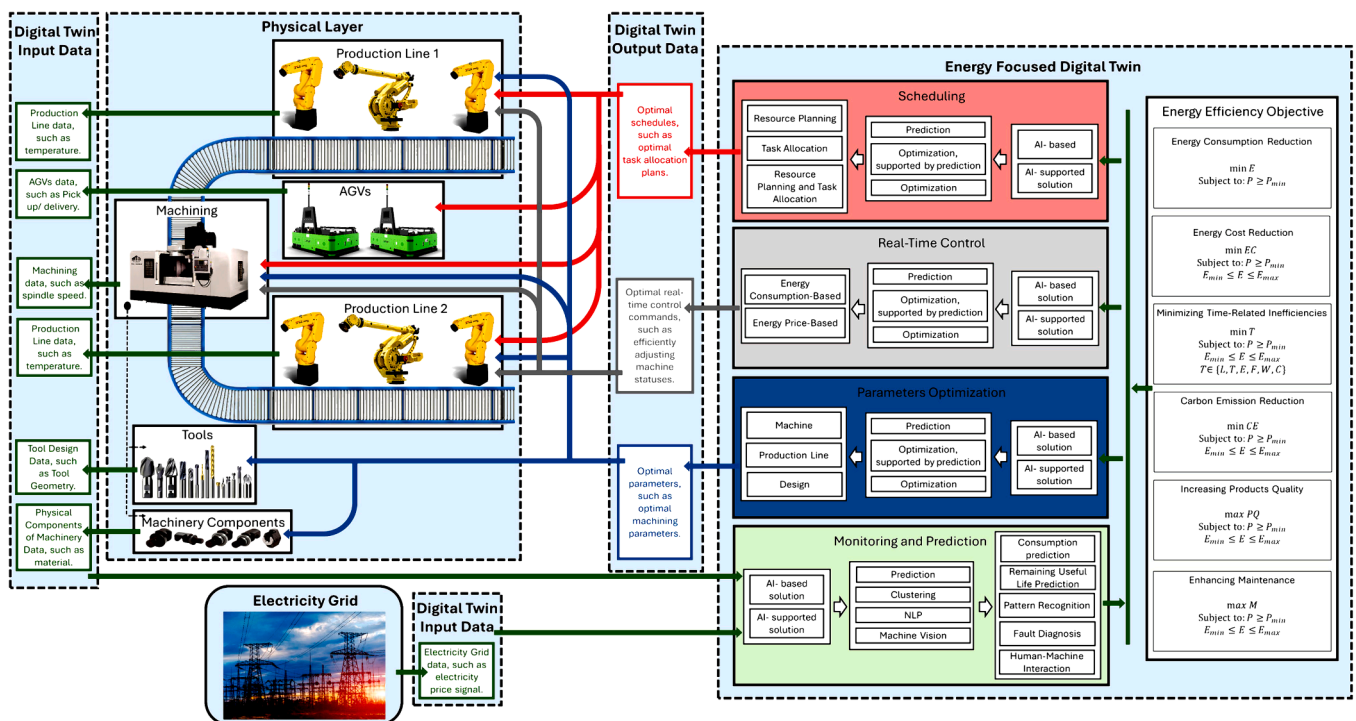 Digital Twin
Input Data
Production
Line data,
such as
temperature.
AGVs data,
such as Pick
up/ delivery.
Machining
data, such as
spindle speed.
Production
Line data,
such as
temperature.
Tool Design
Data, such
as Tool
Geometry.
Physical
Components
of Machinery
Data, such as
material.
Physical Layer
Production Line 1
AGVs
Machining
Production Line 2
Tools
Machinery Components
Electricity Grid
Digital Twin
Input Data
Electricity Grid
data, such as
electricity
price signal.
Digital Twin
Output Data
Optimal
schedules,
such as
optimal
task allocation
plans.
Optimal real-
time control
commands,
such as
efficiently
adjusting
machine
statuses.
Optimal
parameters,
such as
optimal
machining
parameters.
Energy Focused Digital Twin
Scheduling
Resource Planning
Task Allocation
Resource
Planning and Task
Allocation
Prediction
Optimization,
supported by prediction
Optimization
AI- based
AI- supported
solution
Real-Time Control
Energy
Consumption-Based
Energy Price-Based
Prediction
Optimization,
supported by prediction
Optimization
AI- based
solution
AI- supported
solution
Parameters Optimization
Machine
Production Line
Design
Prediction
Optimization,
supported by prediction
Optimization
AI- based
solution
AI- supported
solution
Monitoring and Prediction
AI- based
solution
AI- supported
solution
Prediction
Clustering
NLP
Machine Vision
Consumption
prediction
Remaining Useful
Life Prediction
Pattern Recognition
Fault Diagnosis
Human-Machine
Interaction
Energy Efficiency Objective
Energy Consumption Reduction
min E
Subject to: P ≥ P_min
Energy Cost Reduction
min EC
Subject to: P ≥ P_min
E_min ≤ E ≤ E_max
Minimizing Time-Related Inefficiencies
min T
Subject to: P ≥ P_min
E_min ≤ E ≤ E_max
T ∈ {L, T, E, F, W, C}
Carbon Emission Reduction
min CE
Subject to: P ≥ P_min
E_min ≤ E ≤ E_max
Increasing Products Quality
max PQ
Subject to: P ≥ P_min
E_min ≤ E ≤ E_max
Enhancing Maintenance
max M
Subject to: P ≥ P_min
E_min ≤ E ≤ E_max